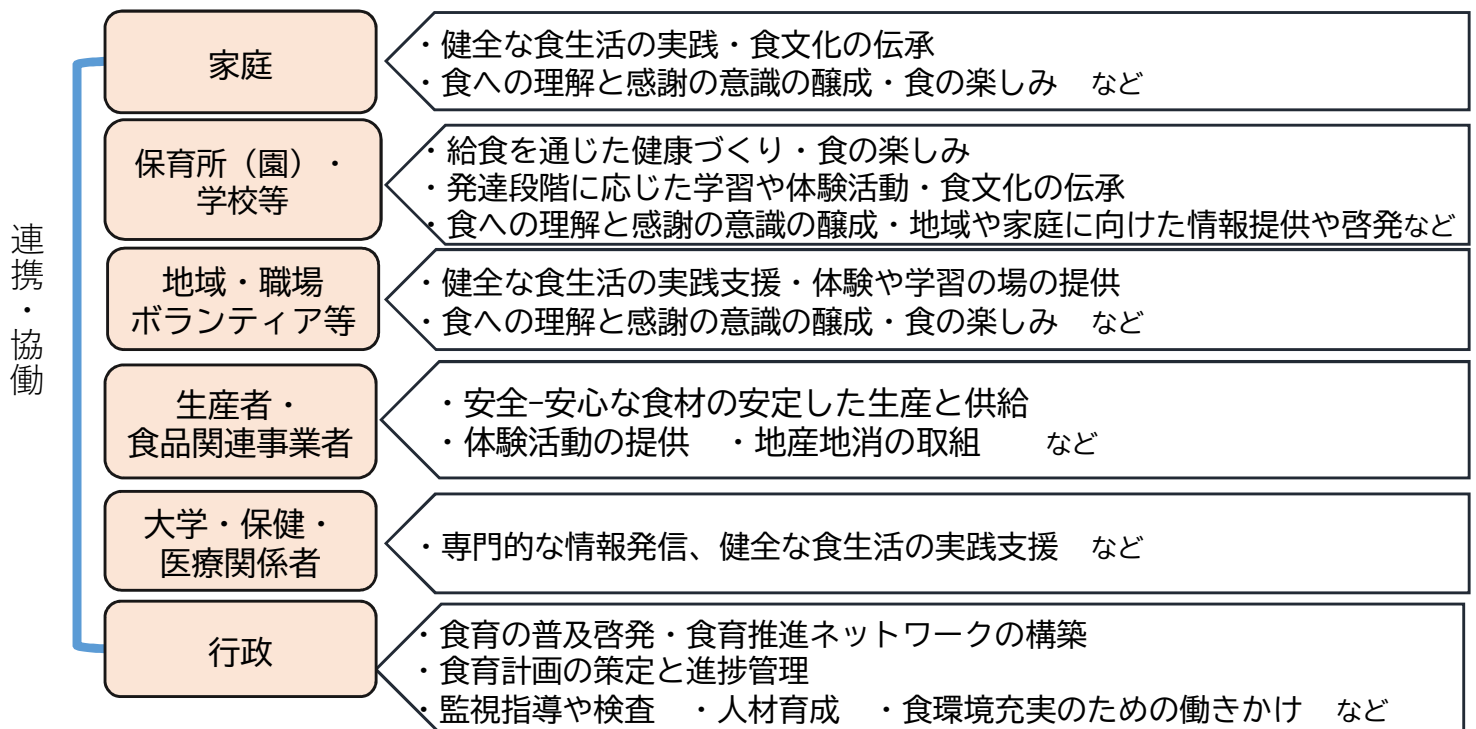 連携・協働
家庭
・健全な食生活の実践・食文化の伝承
・食への理解と感謝の意識の醸成・食の楽しみ　など
保育所（園）・
学校等
・給食を通じた健康づくり・食の楽しみ
・発達段階に応じた学習や体験活動・食文化の伝承
・食への理解と感謝の意識の醸成・地域や家庭に向けた情報提供や啓発など
地域・職場
ボランティア等
・健全な食生活の実践支援・体験や学習の場の提供
・食への理解と感謝の意識の醸成・食の楽しみ　など
生産者・
食品関連事業者
・安全-安心な食材の安定した生産と供給
・体験活動の提供　・地産地消の取組　　など
大学・保健・
医療関係者
・専門的な情報発信、健全な食生活の実践支援　など
行政
・食育の普及啓発・食育推進ネットワークの構築
・食育計画の策定と進捗管理
・監視指導や検査　・人材育成　・食環境充実のための働きかけ　など